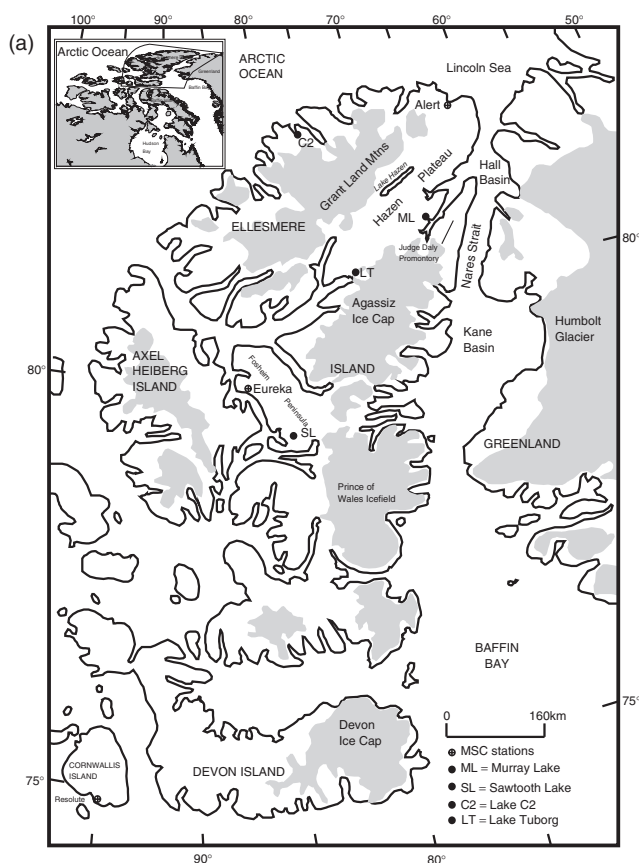 (a)
100°
90°
80°
70°
60°
50°
Arctic Ocean
Greenland
Baffin Bay
Hudson
Bay
ARCTIC
OCEAN
Lincoln Sea
Alert
C2
Grant Land Mtns
Lake Hazen
Hazen
Plateau
Hall
Basin
ML
ELLESMERE
Judge Daly
Promontory
Nares Strait
80°
LT
Agassiz
Ice Cap
Kane
Basin
Humbolt
Glacier
80°
AXEL
HEIBERG
ISLAND
ISLAND
Fosheim
Peninsula
Eureka
SL
GREENLAND
Prince of
Wales Icefield
BAFFIN
BAY
75°
Devon
Ice Cap
0
160km
MSC stations
ML = Murray Lake
SL = Sawtooth Lake
C2 = Lake C2
LT = Lake Tuborg
CORNWALLIS
ISLAND
DEVON ISLAND
75°
Resolute
90°
80°